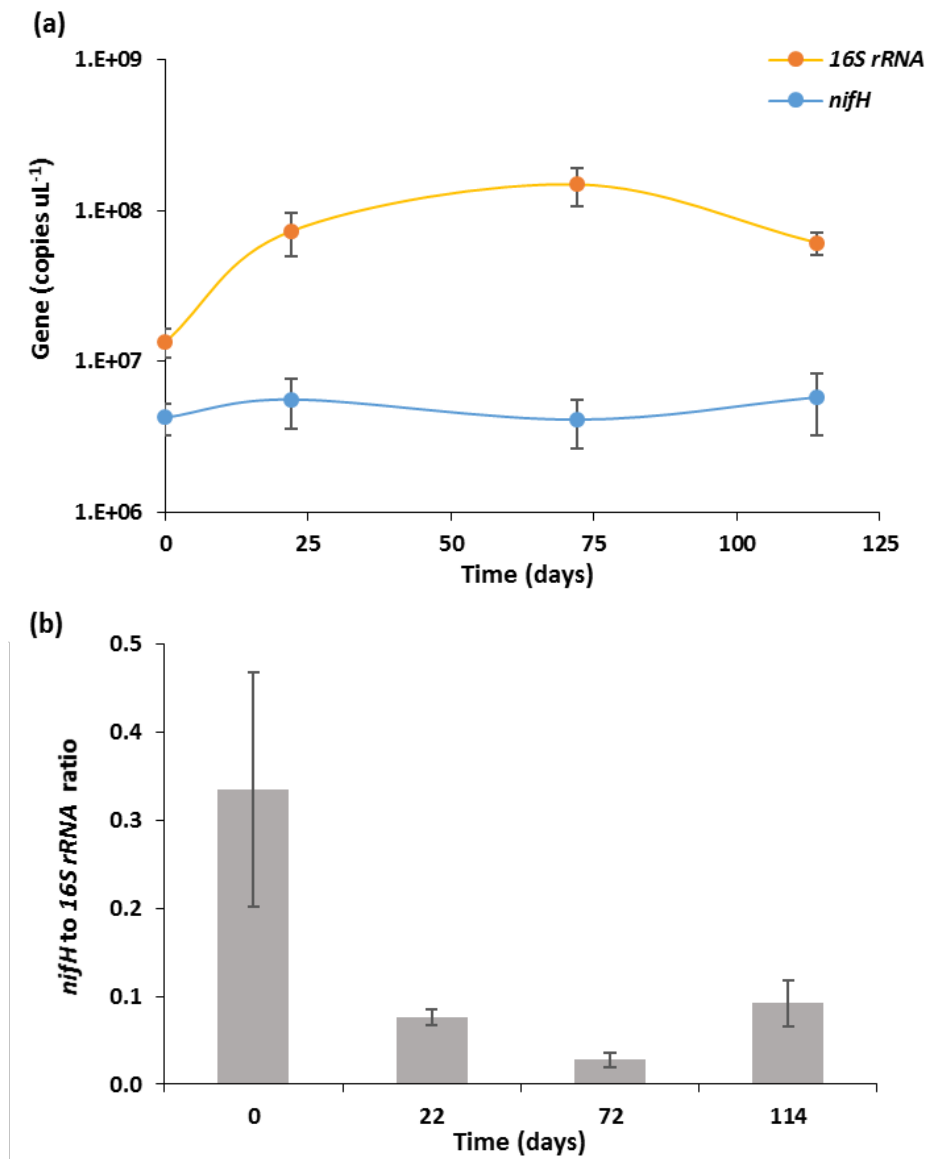 (a)
1.E+09
1.E+08
1.E+07
1.E+06
Gene (copies uL-1)
16S rRNA
nifH
0 25 50 75 100 125
Time (days)
(b)
0.5
0.4
0.3
0.2
0.1
0.0
nifH to 16S rRNA ratio
0 22 72 114
Time (days)